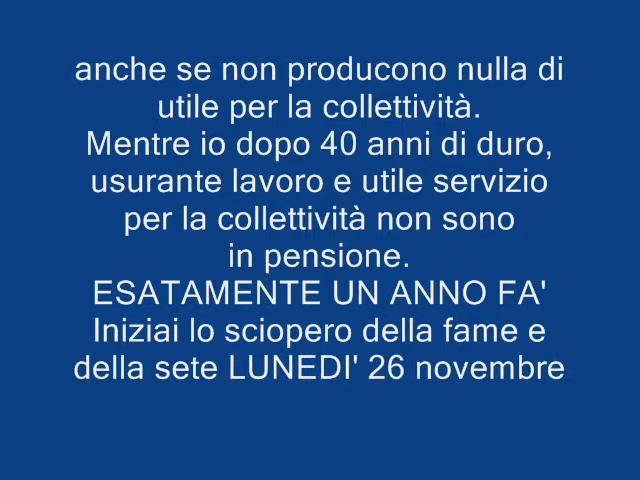 anche se non producono nulla di
utile per la collettività.
Mentre io dopo 40 anni di duro,
usurante lavoro e utile servizio
per la collettività non sono
in pensione.
ESATAMENTE UN ANNO FA'
Iniziai lo sciopero della fame e
della sete LUNEDI' 26 novembre